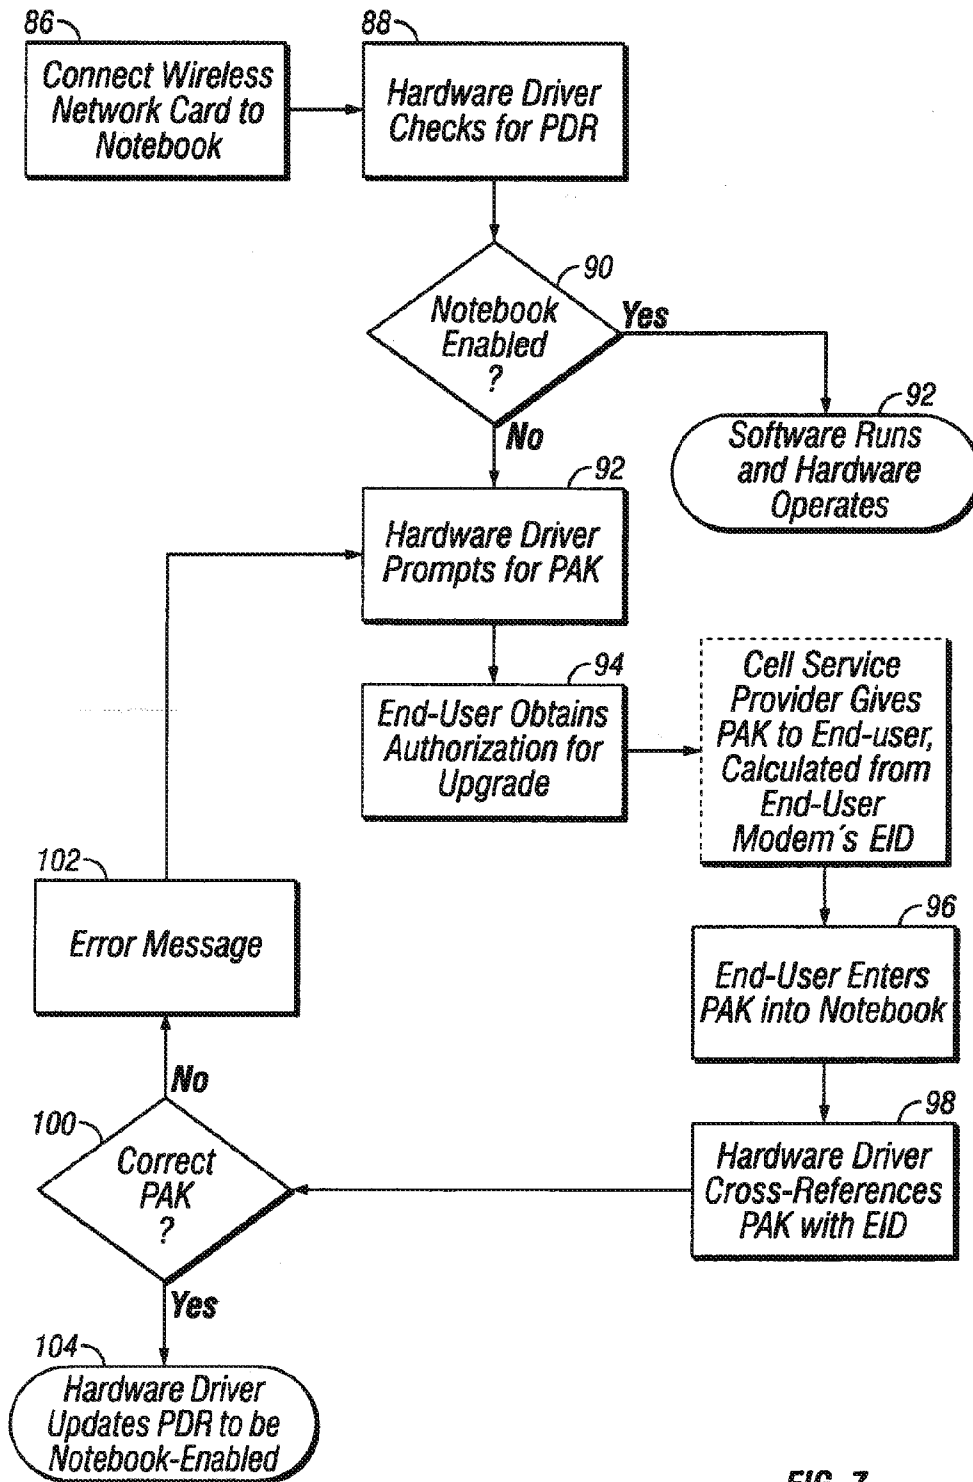 86
Connect Wireless
Network Card to
Notebook
88
Hardware Driver
Checks for PDR
90
Notebook
Enabled
?
Yes
No
92
Software Runs
and Hardware
Operates
92
Hardware Driver
Prompts for PAK
94
End-User Obtains
Authorization for
Upgrade
Cell Service
Provider Gives
PAK to End-user,
Calculated from
End-User
Modem´s EID
96
End-User Enters
PAK into Notebook
98
Hardware Driver
Cross-References
PAK with EID
100
Correct
PAK
?
No
102
Error Message
Yes
104
Hardware Driver
Updates PDR to be
Notebook-Enabled
FIG. 7